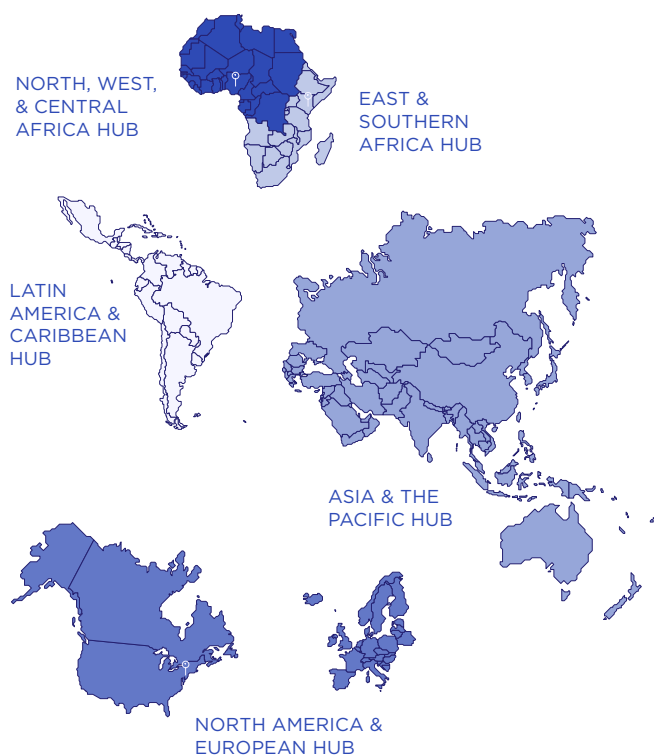 NORTH, WEST,
& CENTRAL
AFRICA HUB
EAST &
SOUTHERN
AFRICA HUB
LATIN
AMERICA &
CARIBBEAN
HUB
ASIA & THE
PACIFIC HUB
NORTH AMERICA &
EUROPEAN HUB